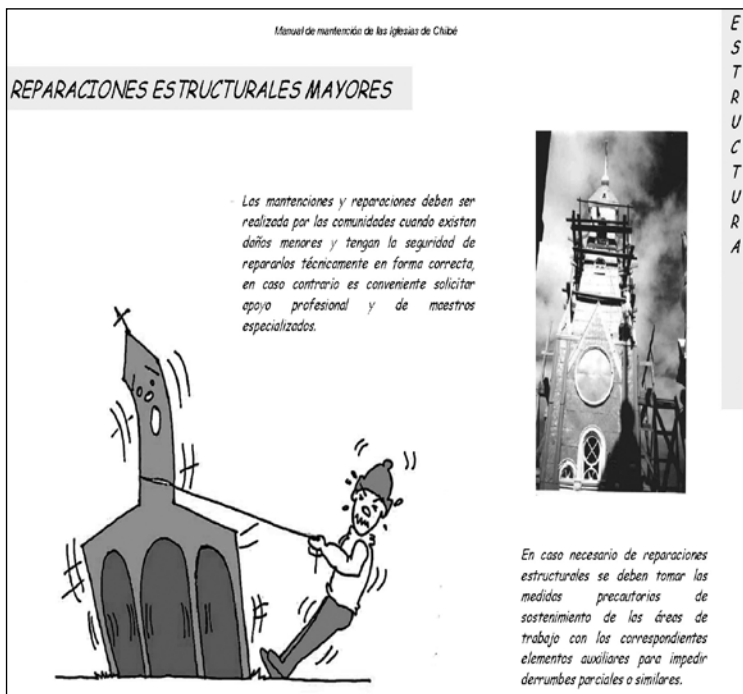 Manual de mantención de las Iglesias de Chiloé
REPARACIONES ESTRUCTURALES MAYORES
ESTRUCTURA
Las mantenciones y reparaciones deben ser
realizada por las comunidades cuando existan
daños menores y tengan la seguridad de
repararlos técnicamente en forma correcta,
en caso contrario es conveniente solicitar
apoyo profesional y de maestros
especializados.
En caso necesario de reparaciones
estructurales se deben tomar las
medidas precautorias de
sostenimiento de las áreas de
trabajo con los correspondientes
elementos auxiliares para impedir
derrumbes parciales o similares.